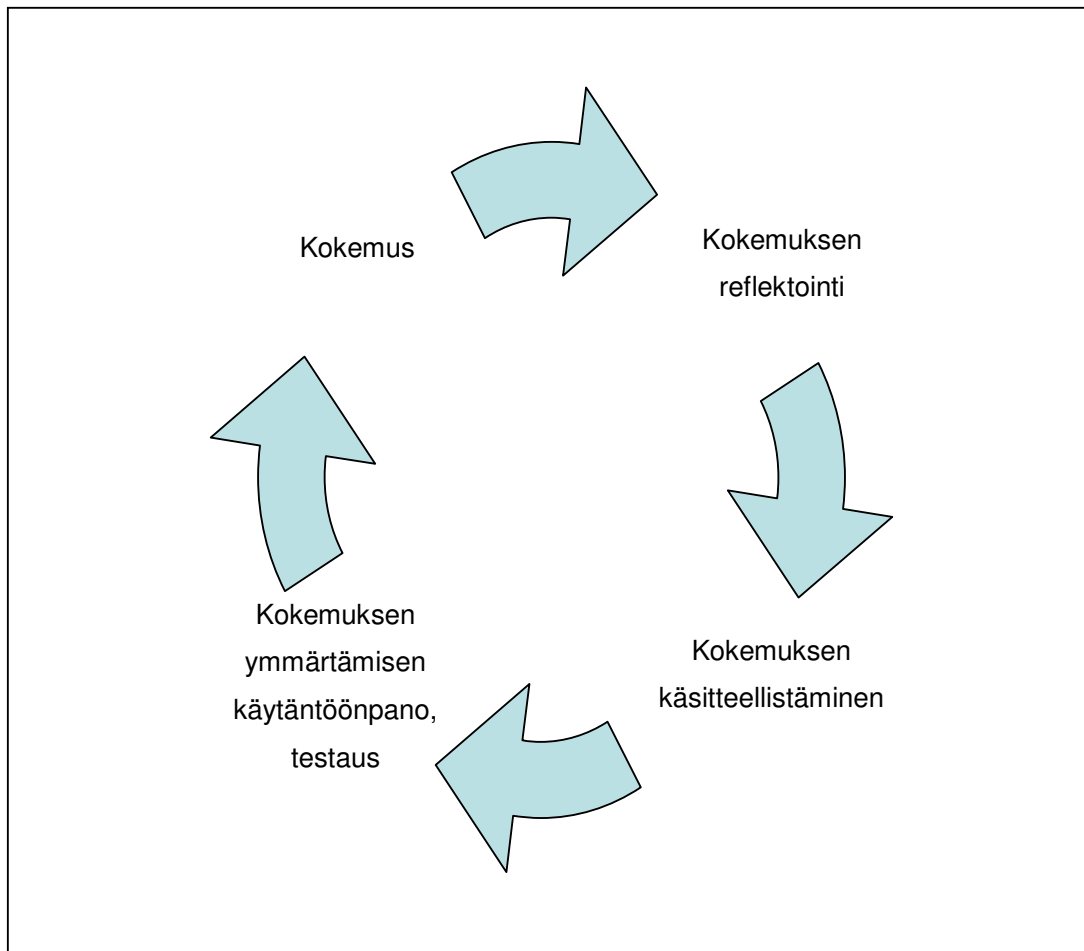 Kokemus
Kokemuksen
reflektointi
Kokemuksen
käsitteellistäminen
Kokemuksen
ymmärtämisen
käytäntöönpano,
testaus